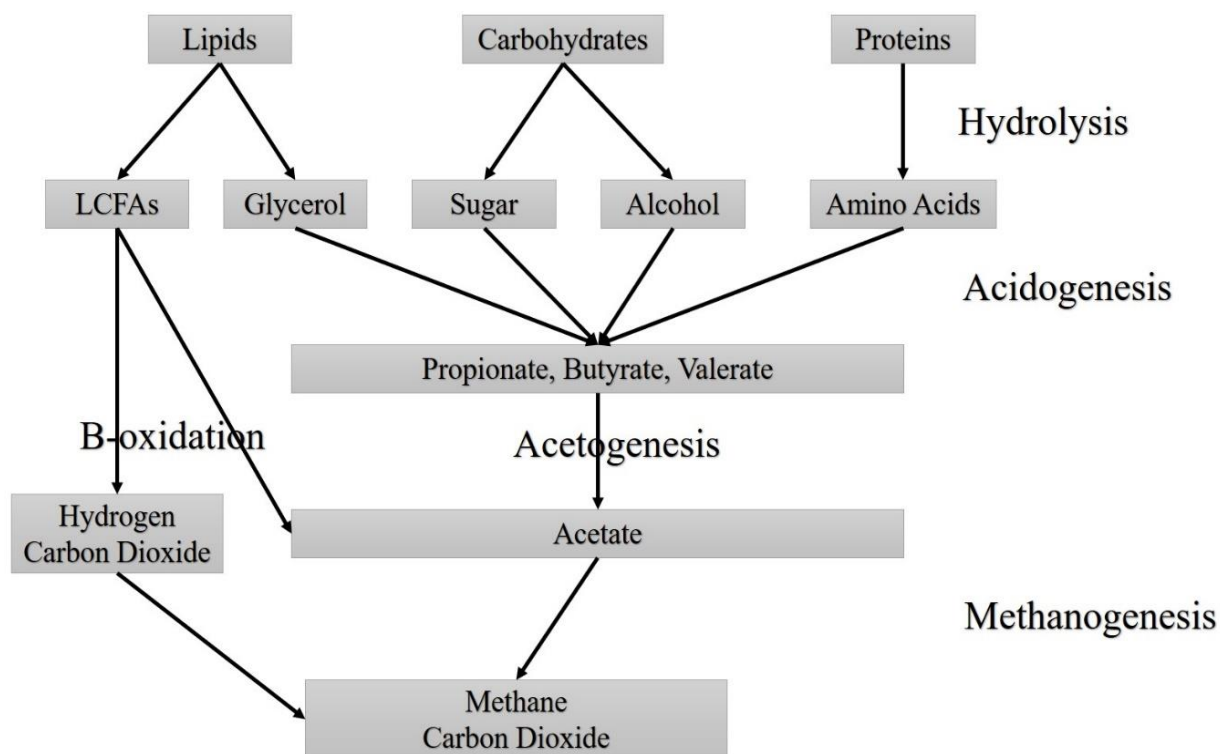 Lipids
Carbohydrates
Proteins
Hydrolysis
LCFAs
Glycerol
Sugar
Alcohol
Amino Acids
Acidogenesis
Propionate, Butyrate, Valerate
B-oxidation
Acetogenesis
Hydrogen
Carbon Dioxide
Acetate
Methanogenesis
Methane
Carbon Dioxide